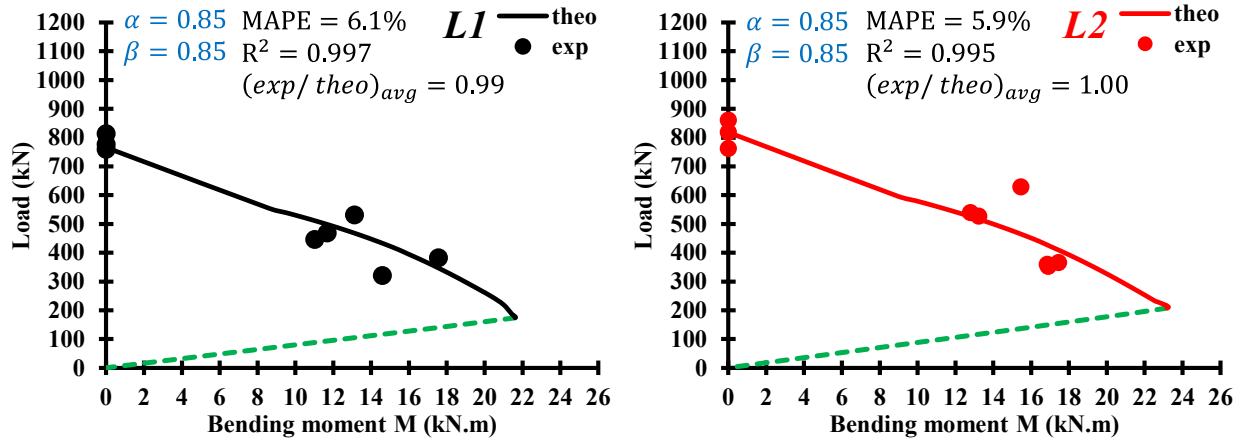 α = 0.85 MAPE = 6.1% L1 theo
β = 0.85 R² = 0.997 exp
(exp/ theo)avg = 0.99
1200
1100
1000
900
800
700
600
500
400
300
200
100
0
Load (kN)
0 2 4 6 8 10 12 14 16 18 20 22 24 26
Bending moment M (kN.m)
α = 0.85 MAPE = 5.9% L2 theo
β = 0.85 R² = 0.995 exp
(exp/ theo)avg = 1.00
1200
1100
1000
900
800
700
600
500
400
300
200
100
0
Load (kN)
0 2 4 6 8 10 12 14 16 18 20 22 24 26
Bending moment M (kN.m)